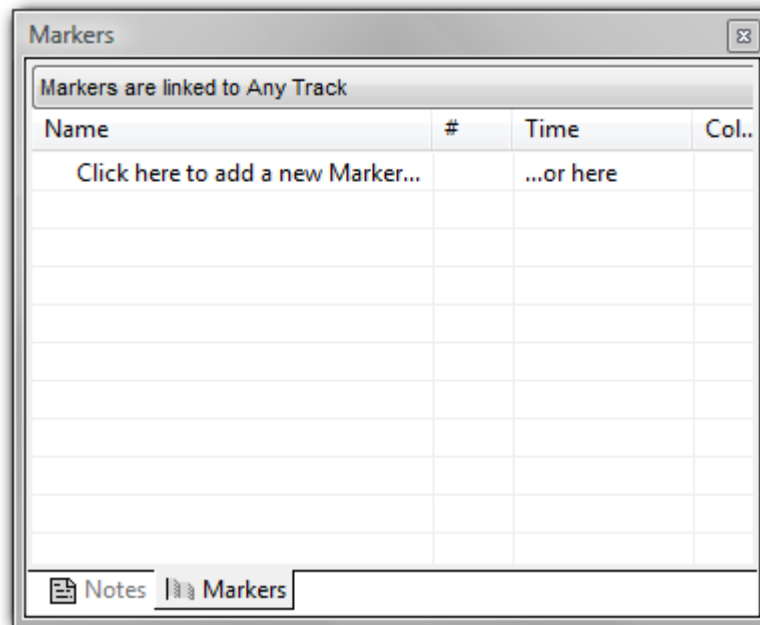 Markers
Markers are linked to Any Track
Name # Time Col..
Click here to add a new Marker... ...or here
Notes Markers